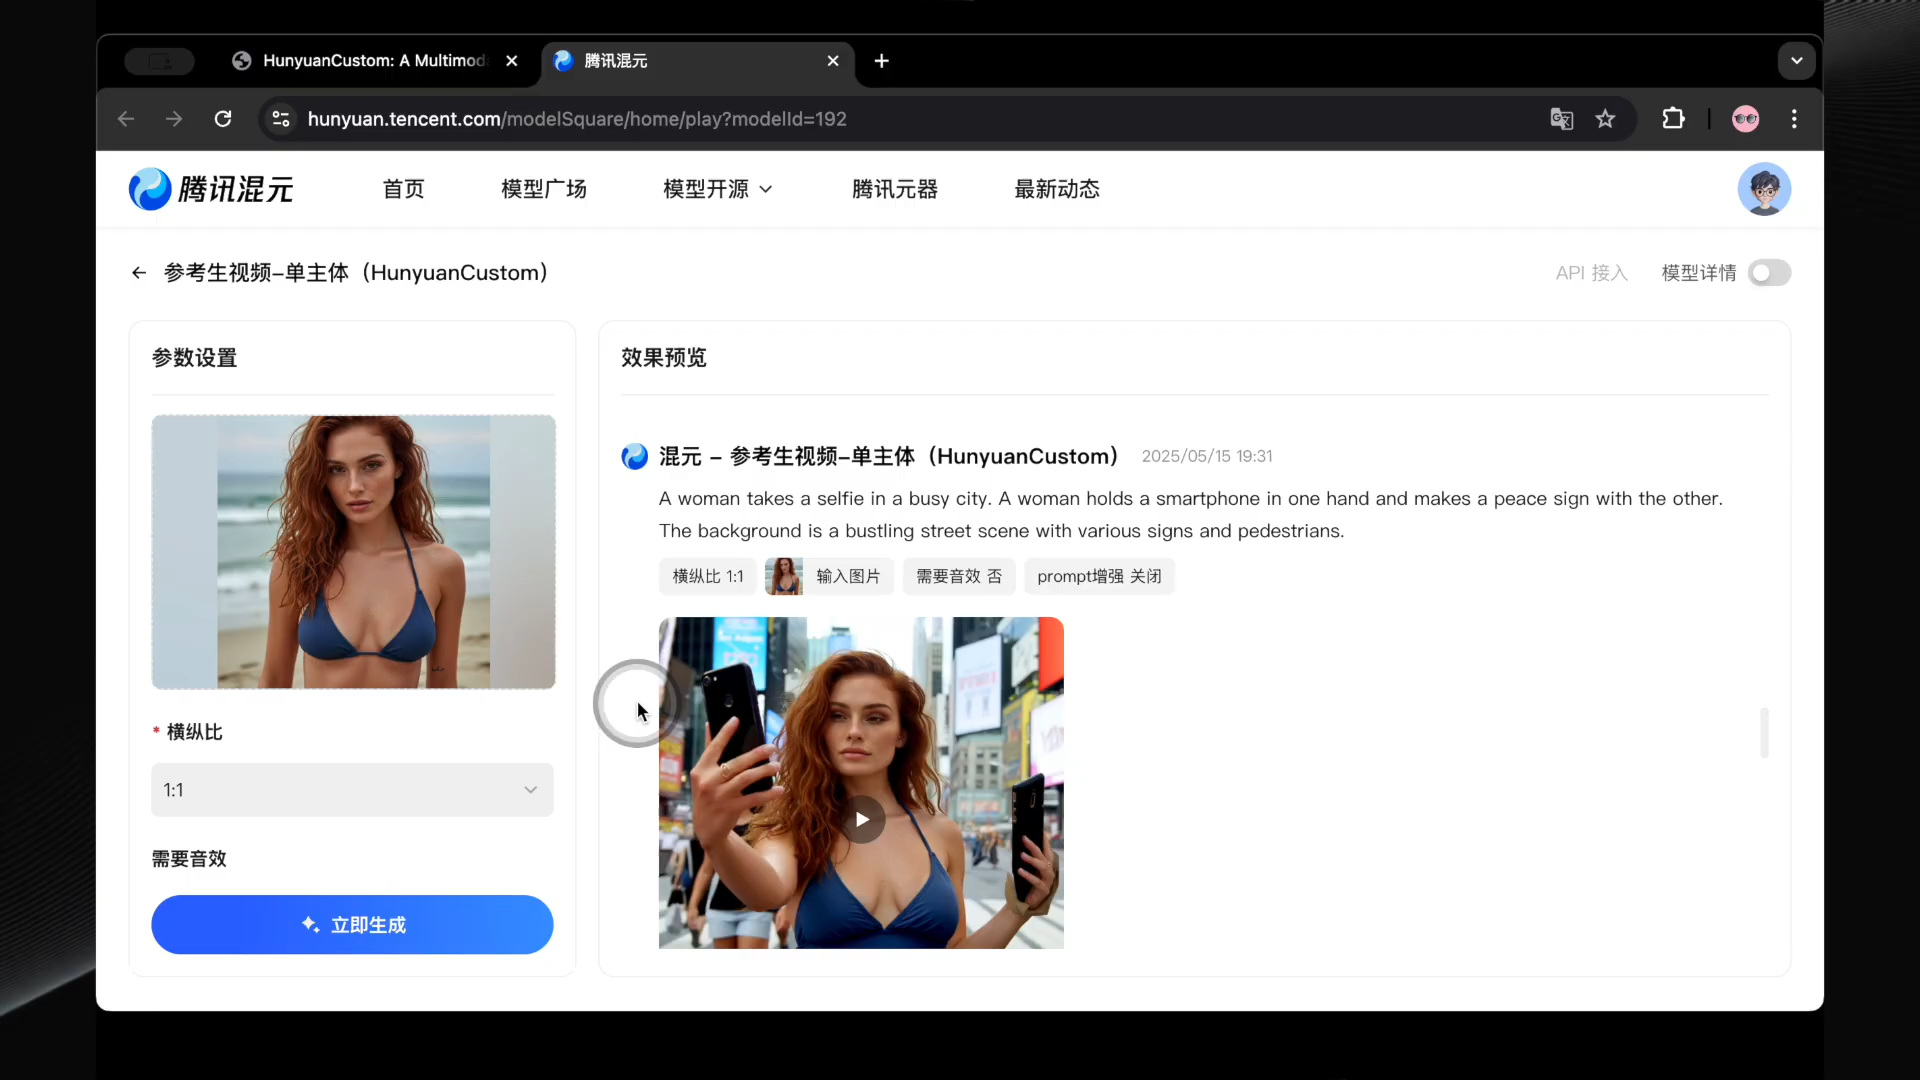 HunyuanCustom: A Multimod
腾讯混元
hunyuan.tencent.com/modelSquare/home/play?modelId=192
腾讯混元
首页
模型广场
模型开源
腾讯元器
最新动态
参考生视频-单主体（HunyuanCustom）
API 接入
模型详情
参数设置
效果预览
混元 - 参考生视频-单主体（HunyuanCustom）
2025/05/15 19:31
A woman takes a selfie in a busy city. A woman holds a smartphone in one hand and makes a peace sign with the other.
The background is a bustling street scene with various signs and pedestrians.
横纵比 1:1
输入图片
需要音效 否
prompt增强 关闭
* 横纵比
1:1
需要音效
立即生成